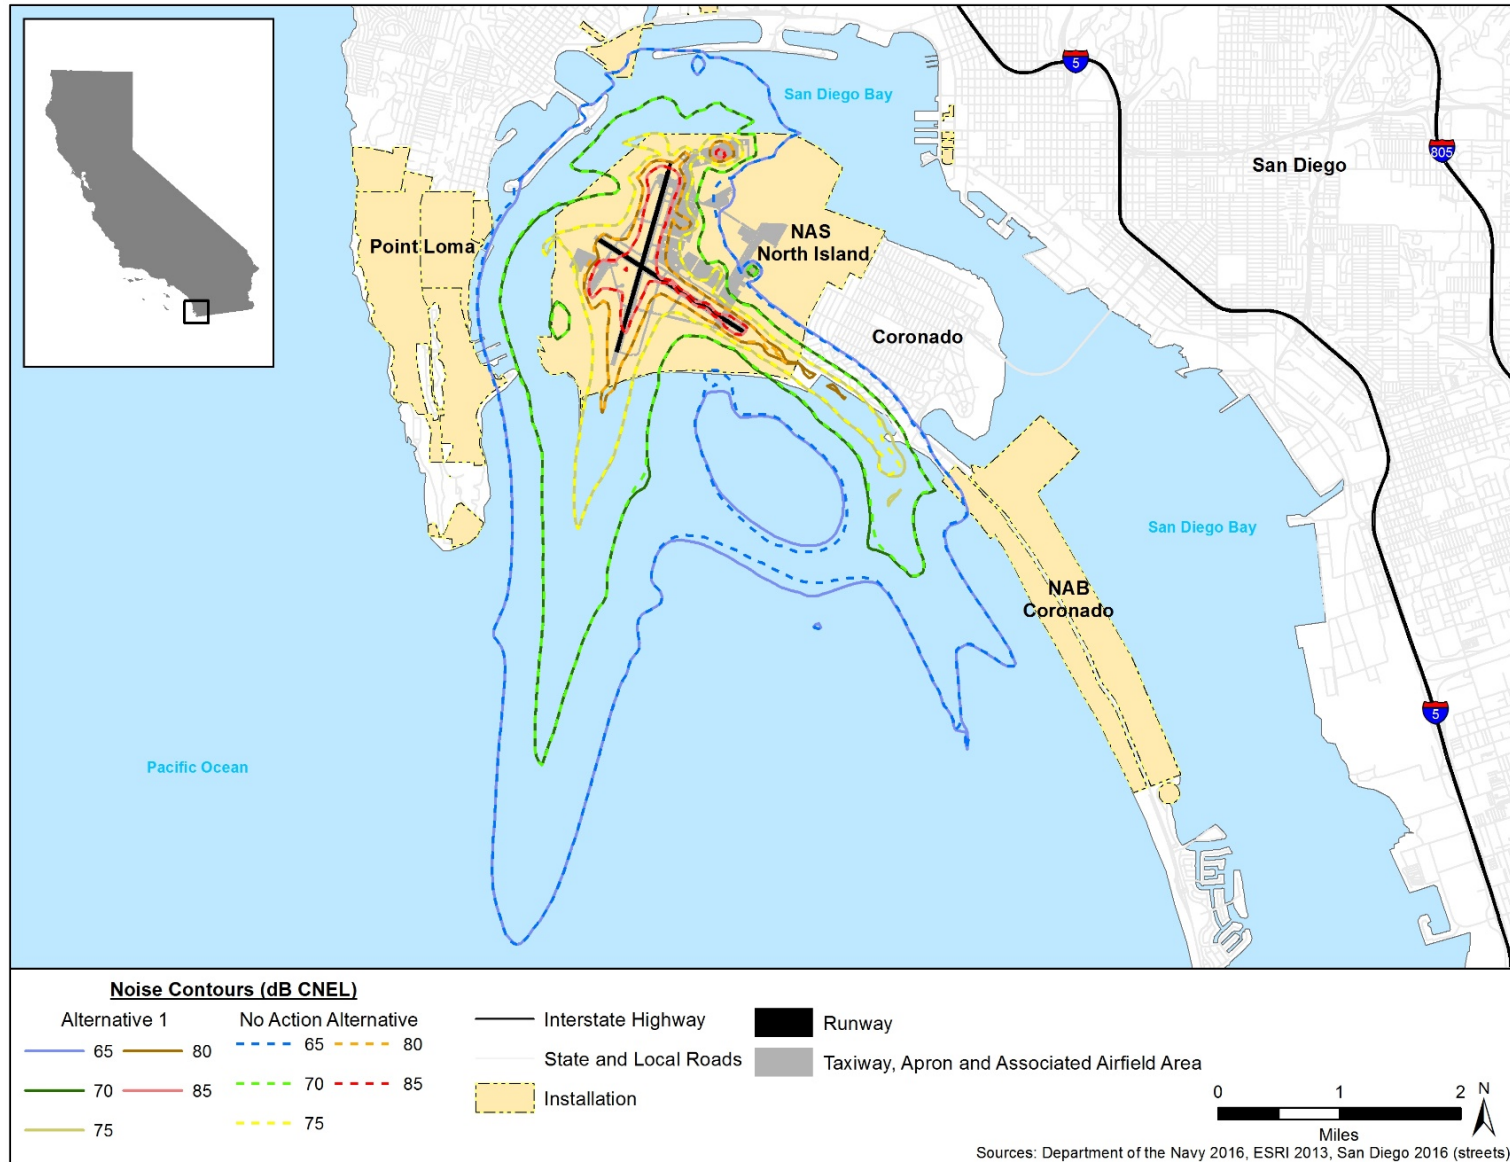 5
San Diego Bay
805
San Diego
Point Loma
NAS
North Island
Coronado
San Diego Bay
NAB
Coronado
5
Pacific Ocean
Noise Contours (dB CNEL)
Alternative 1
65
80
70
85
75
No Action Alternative
65
80
70
85
75
Interstate Highway
State and Local Roads
Installation
Runway
Taxiway, Apron and Associated Airfield Area
0 1 2
Miles
N
Sources: Department of the Navy 2016, ESRI 2013, San Diego 2016 (streets)